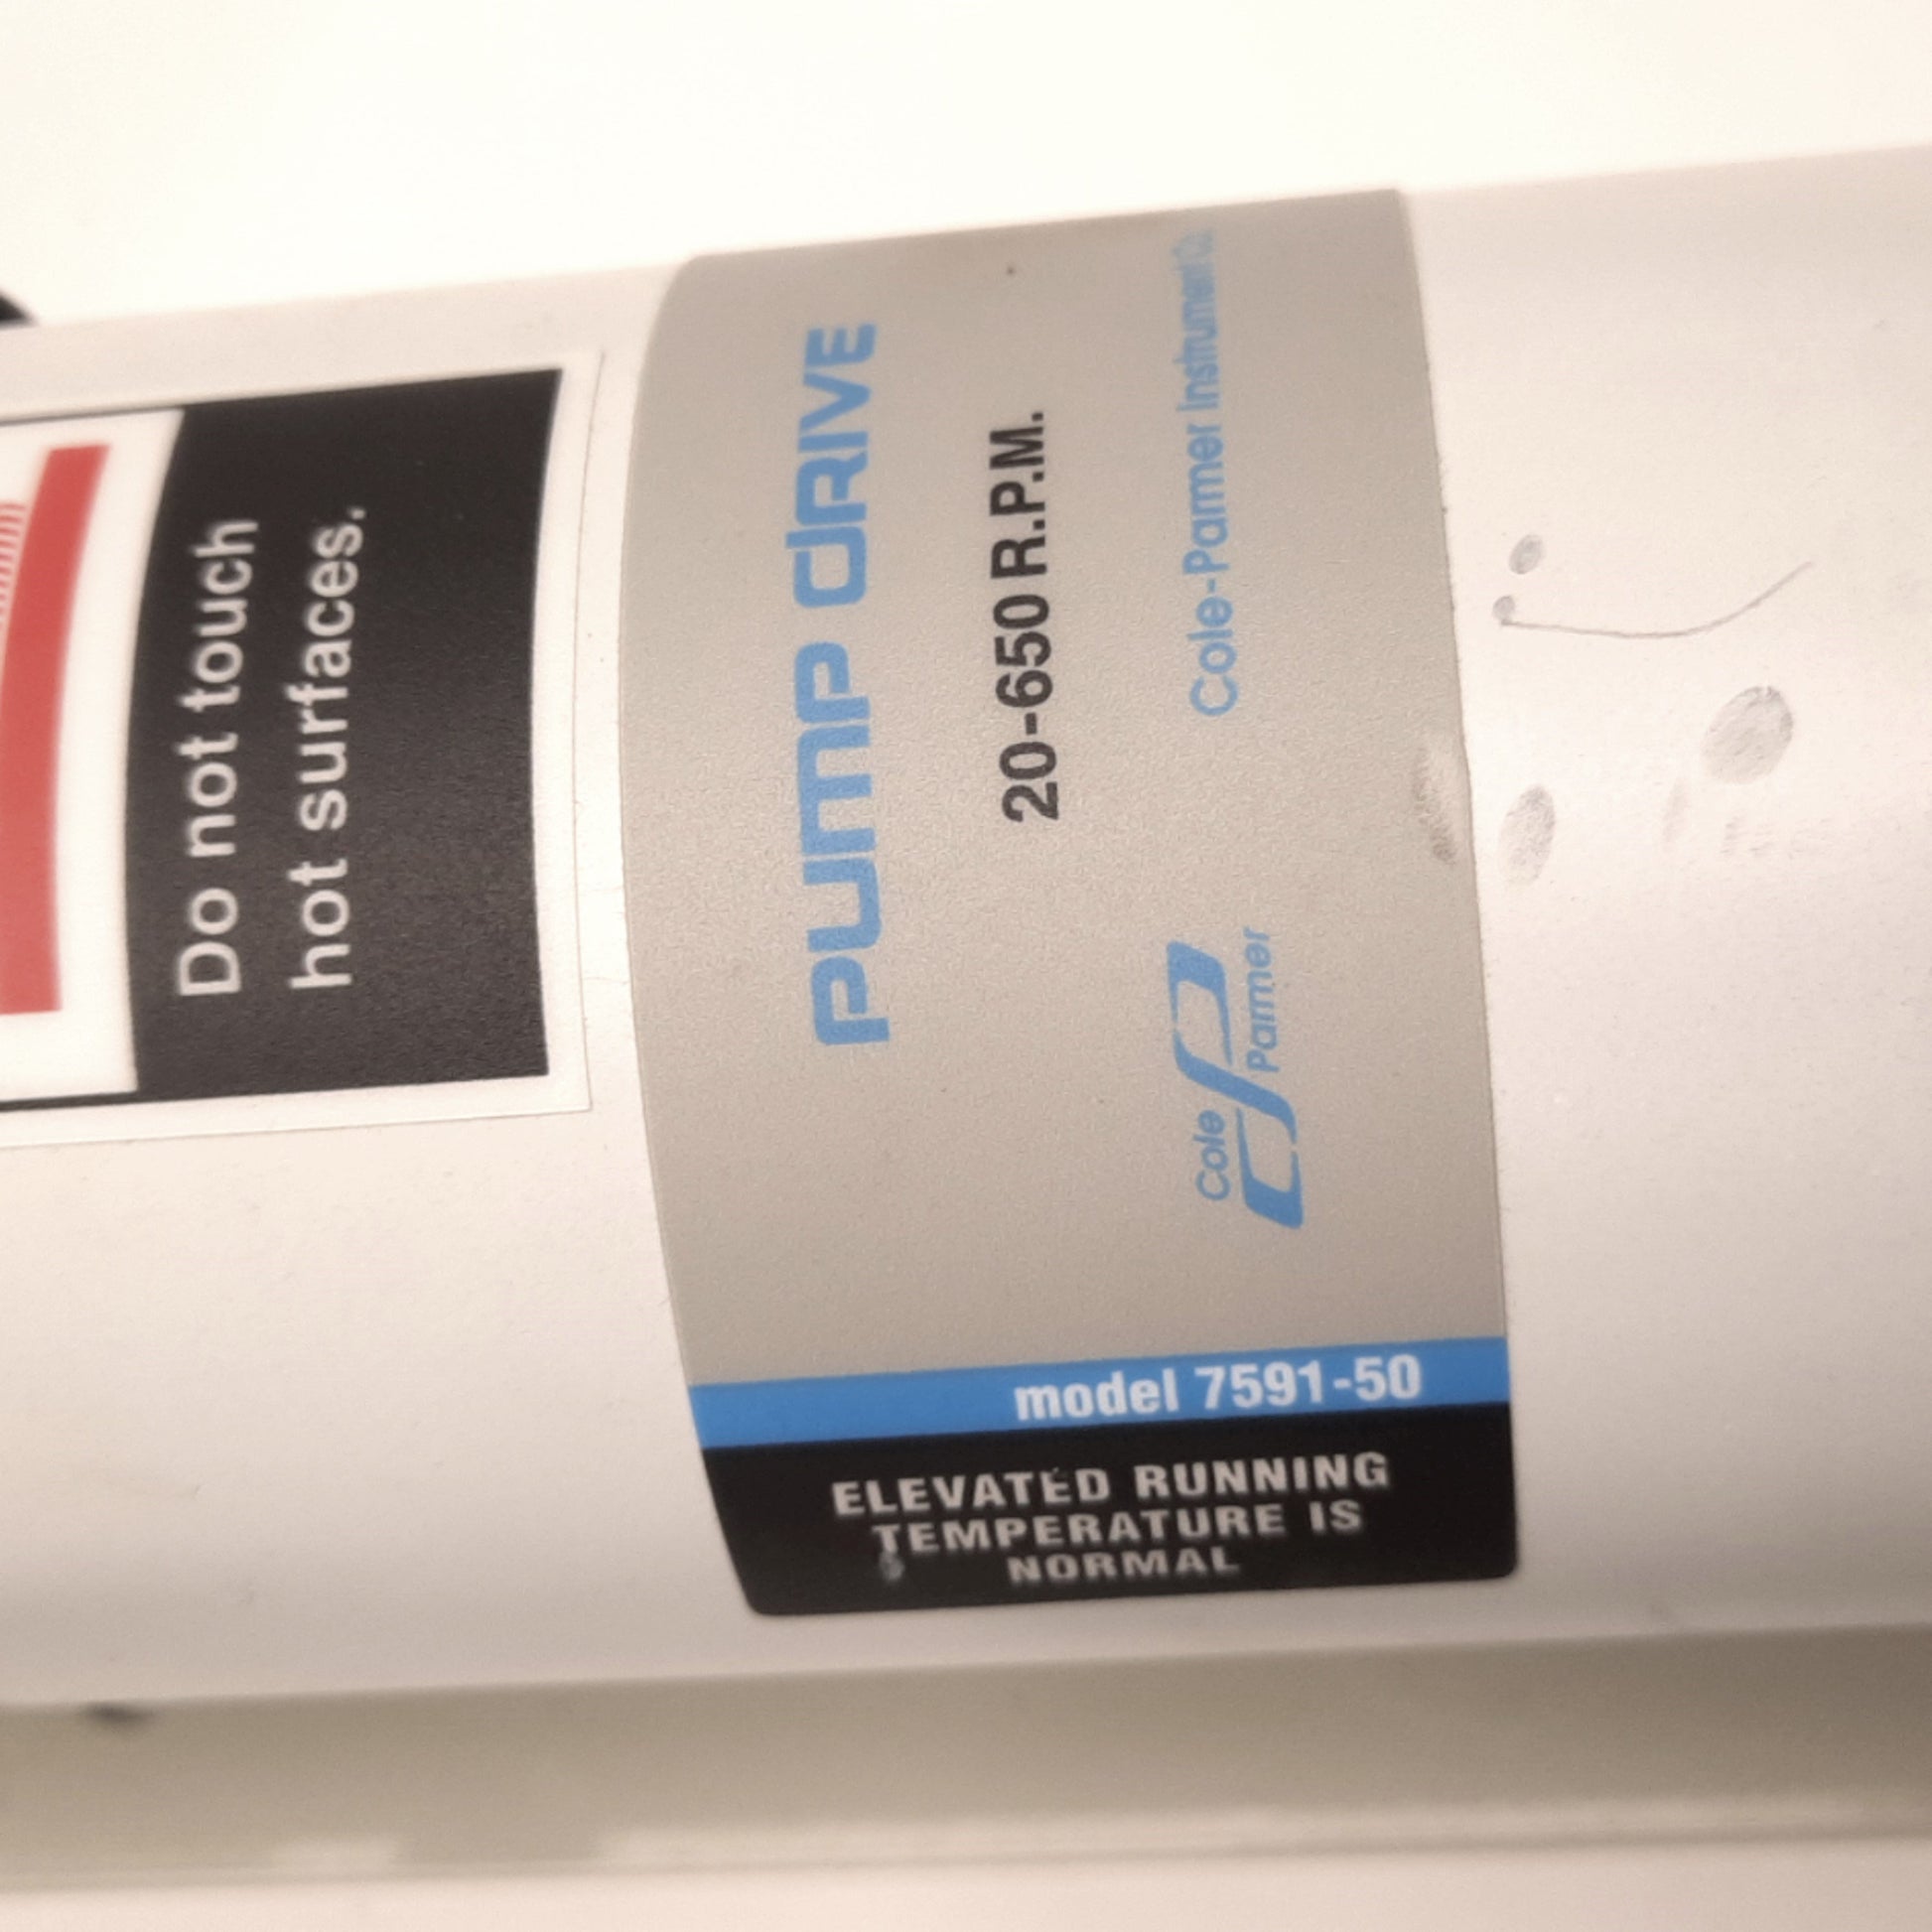 Do not touch
hot surfaces.
PUMP dRIVE
20-650 R.P.M.
Cole Parmer
Cole-Parmer Instrument Co.
model 7591-50
ELEVATED RUNNING
TEMPERATURE IS
NORMAL